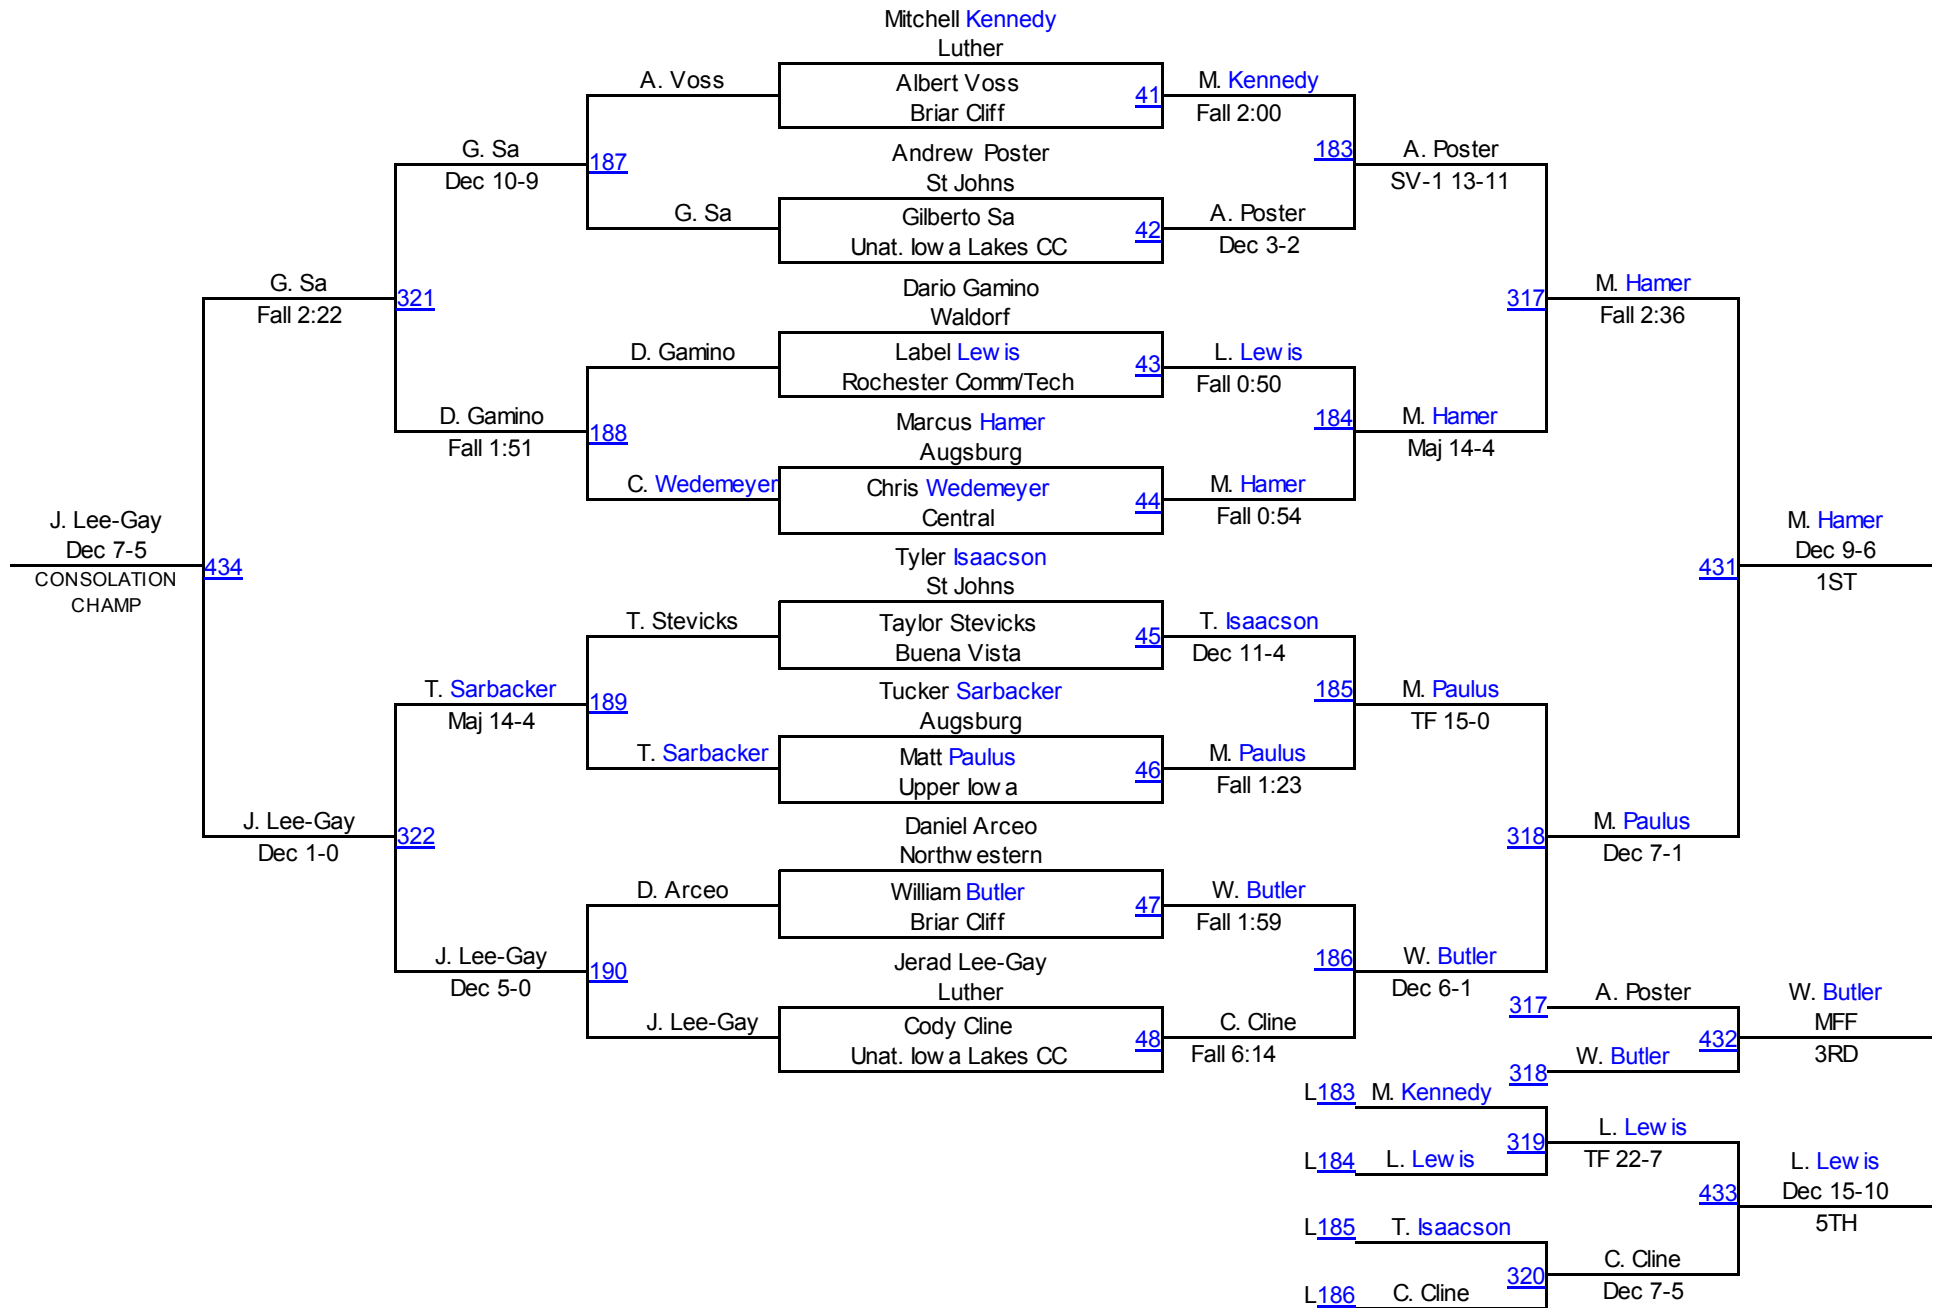 Mitchell Kennedy
Luther
A. Voss
Albert Voss
Briar Cliff
41
M. Kennedy
Fall 2:00
G. Sa
Dec 10-9
187
Andrew Poster
St Johns
183
A. Poster
SV-1 13-11
G. Sa
Gilberto Sa
Unat. Iowa Lakes CC
42
A. Poster
Dec 3-2
G. Sa
Fall 2:22
321
Dario Gamino
Waldorf
317
M. Hamer
Fall 2:36
D. Gamino
Label Lewis
Rochester Comm/Tech
43
L. Lewis
Fall 0:50
D. Gamino
Fall 1:51
188
Marcus Hamer
Augsburg
184
M. Hamer
Maj 14-4
C. Wedemeyer
Chris Wedemeyer
Central
44
M. Hamer
Fall 0:54
J. Lee-Gay
Dec 7-5
CONSOLATION
CHAMP
434
Tyler Isaacson
St Johns
431
M. Hamer
Dec 9-6
1ST
T. Stevicks
Taylor Stevicks
Buena Vista
45
T. Isaacson
Dec 11-4
T. Sarbacker
Maj 14-4
189
Tucker Sarbacker
Augsburg
185
M. Paulus
TF 15-0
T. Sarbacker
Matt Paulus
Upper Iowa
46
M. Paulus
Fall 1:23
J. Lee-Gay
Dec 1-0
322
Daniel Arceo
Northwestern
318
M. Paulus
Dec 7-1
D. Arceo
William Butler
Briar Cliff
47
W. Butler
Fall 1:59
J. Lee-Gay
Dec 5-0
190
Jerad Lee-Gay
Luther
186
W. Butler
Dec 6-1
J. Lee-Gay
Cody Cline
Unat. Iowa Lakes CC
48
C. Cline
Fall 6:14
317
A. Poster
432
W. Butler
MFF
3RD
318
W. Butler
L183
M. Kennedy
319
L. Lewis
TF 22-7
L184
L. Lewis
433
L. Lewis
Dec 15-10
5TH
L185
T. Isaacson
320
C. Cline
Dec 7-5
L186
C. Cline